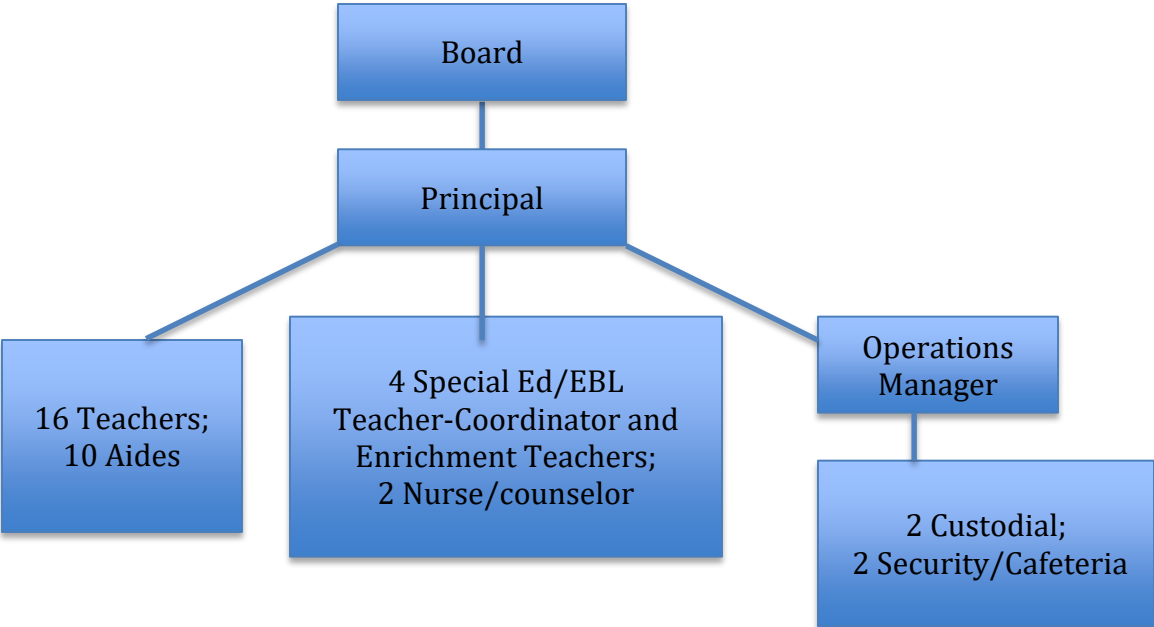 Board
Principal
16 Teachers;
10 Aides
4 Special Ed/EBL
Teacher-Coordinator and
Enrichment Teachers;
2 Nurse/counselor
Operations
Manager
2 Custodial;
2 Security/Cafeteria